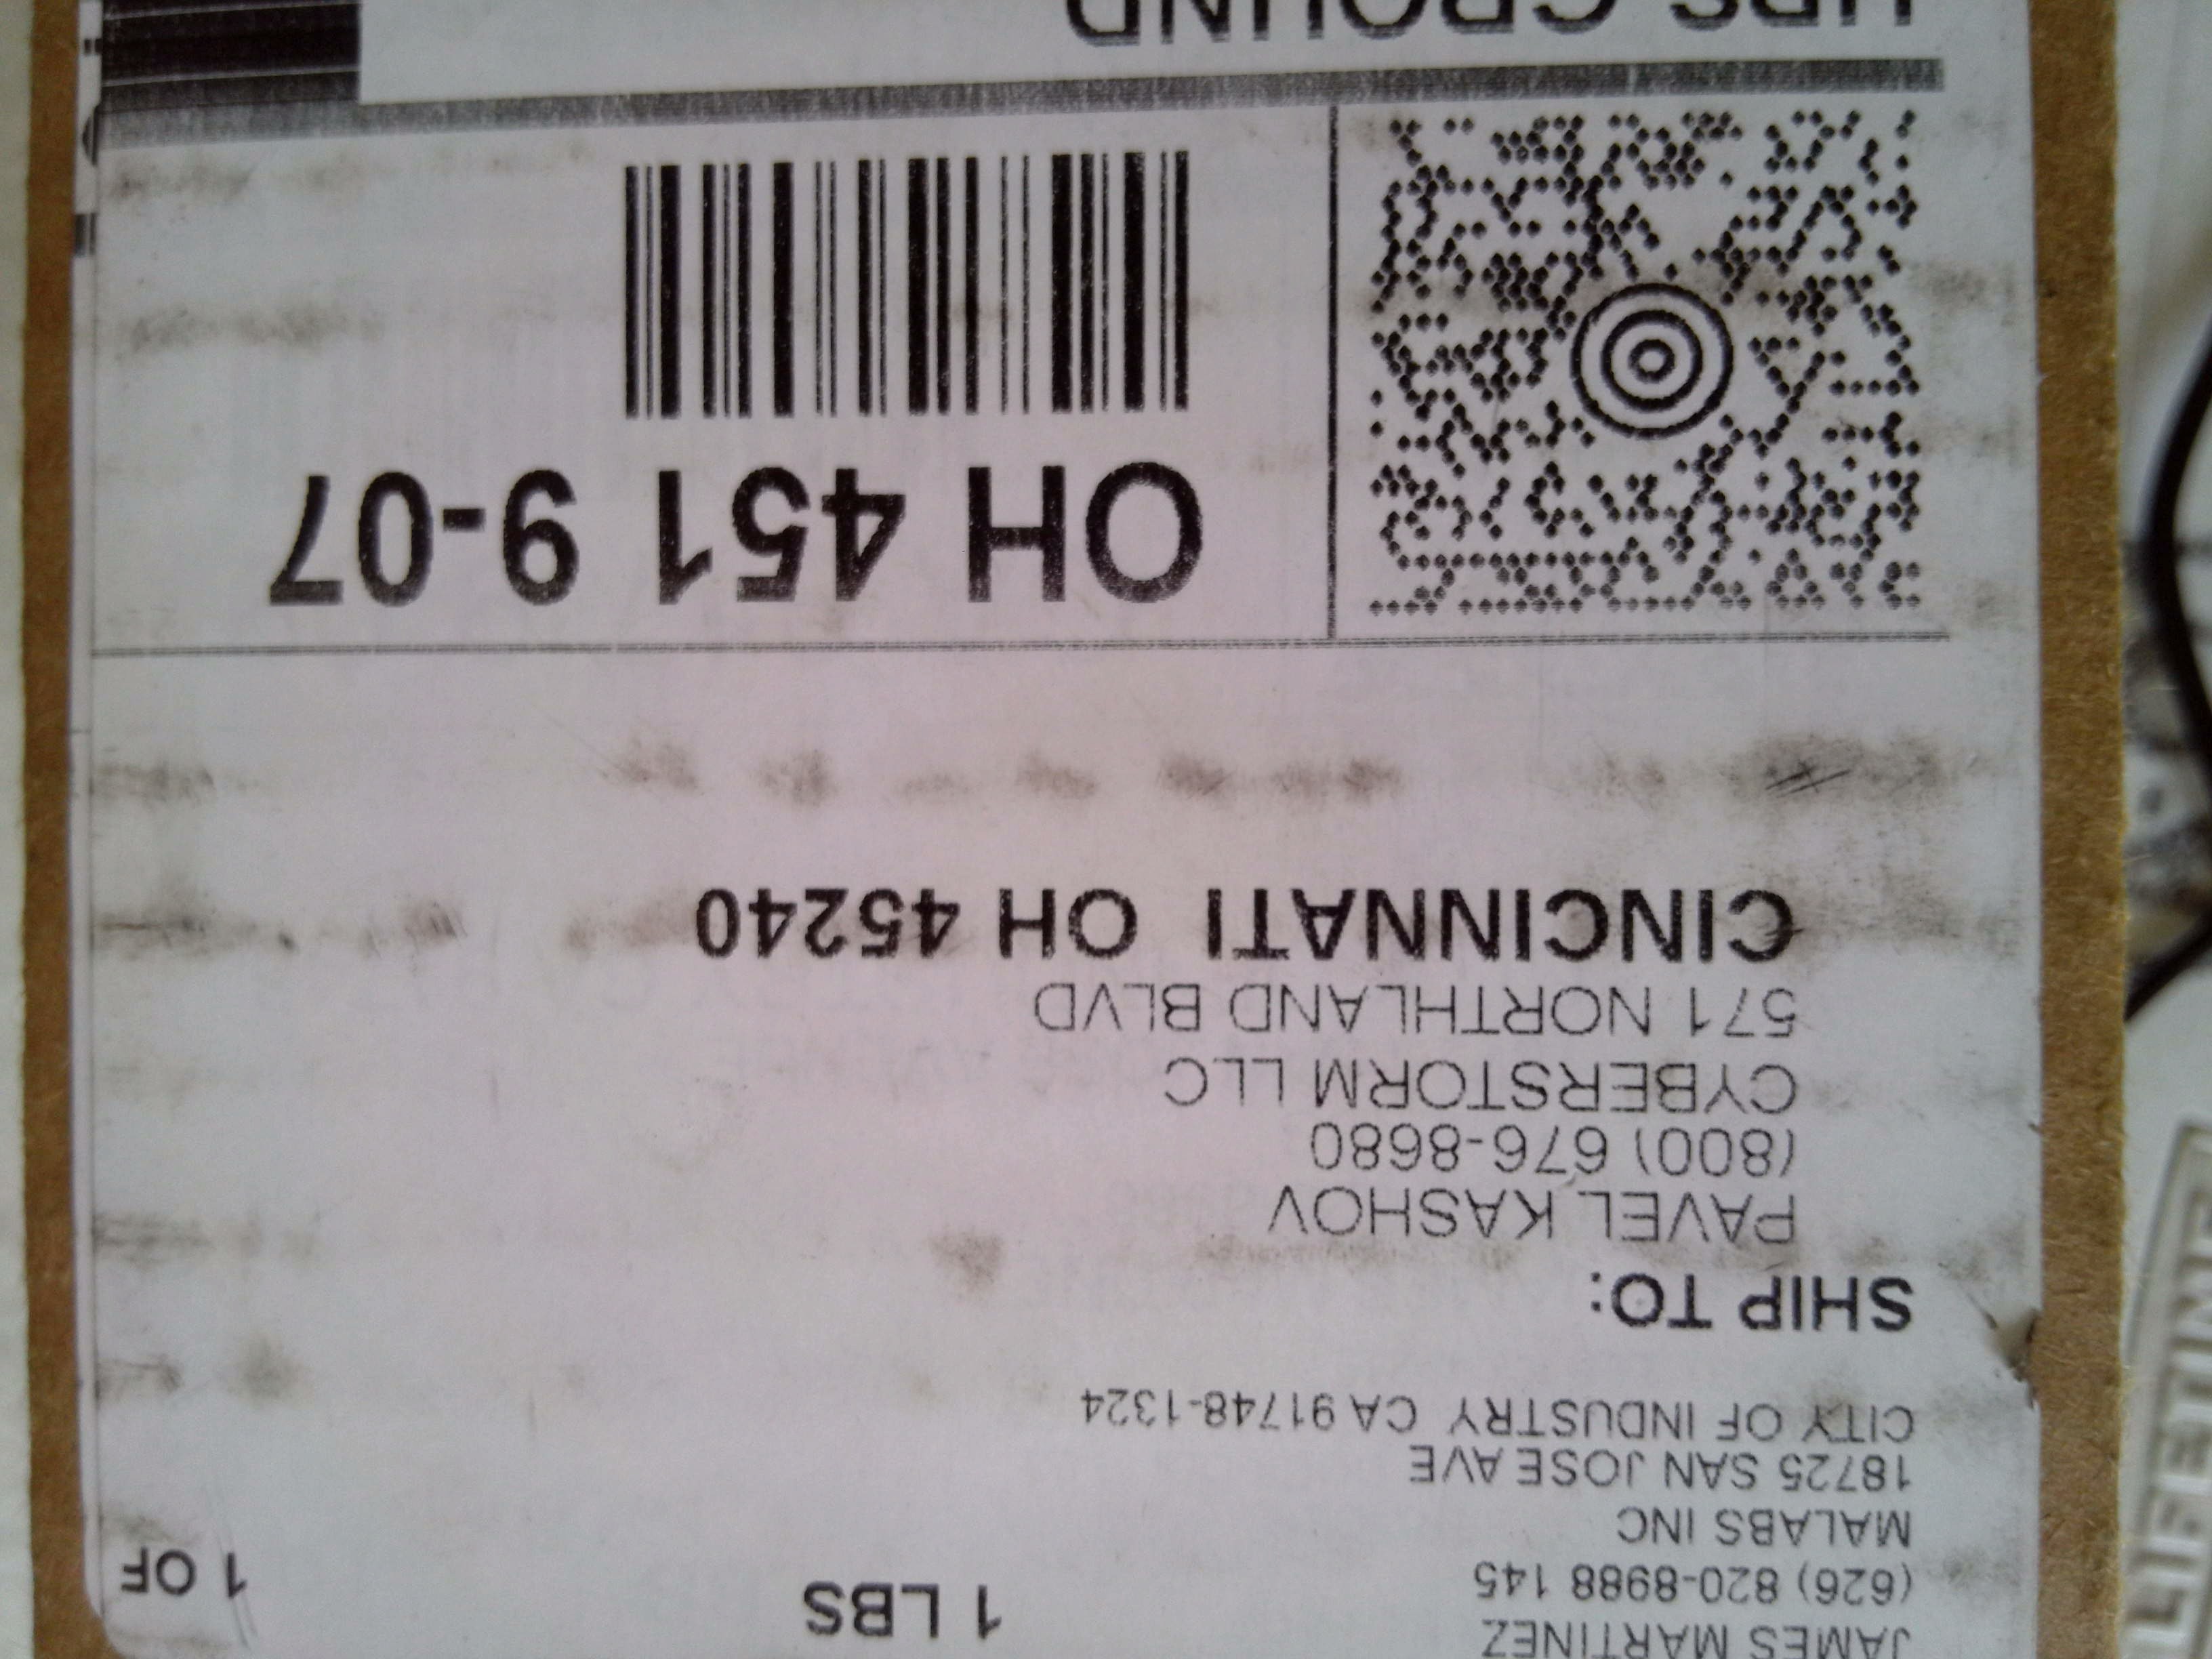 JAMES MARTINEZ
(626) 820-8988 145
MALABS INC
18725 SAN JOSE AVE
CITY OF INDUSTRY CA 91748-1324
1 LBS
1 OF
SHIP TO:
PAVEL KASHOV
(800) 676-8680
CYBERSTORM LLC
571 NORTHLAND BLVD
CINCINNATI OH 45240
OH 451 9-07
UPS GROUND